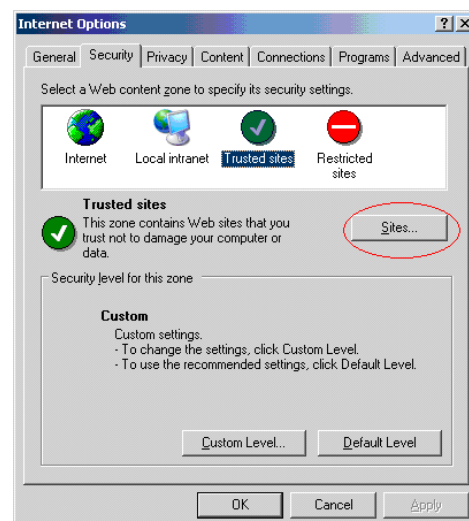 Internet Options
General Security Privacy Content Connections Programs Advanced
Select a Web content zone to specify its security settings.
Internet Local intranet Trusted sites Restricted
sites
Trusted sites
This zone contains Web sites that you
trust not to damage your computer or
data.
Sites...
Security level for this zone
Custom
Custom settings.
- To change the settings, click Custom Level.
- To use the recommended settings, click Default Level.
Custom Level... Default Level
OK Cancel Apply